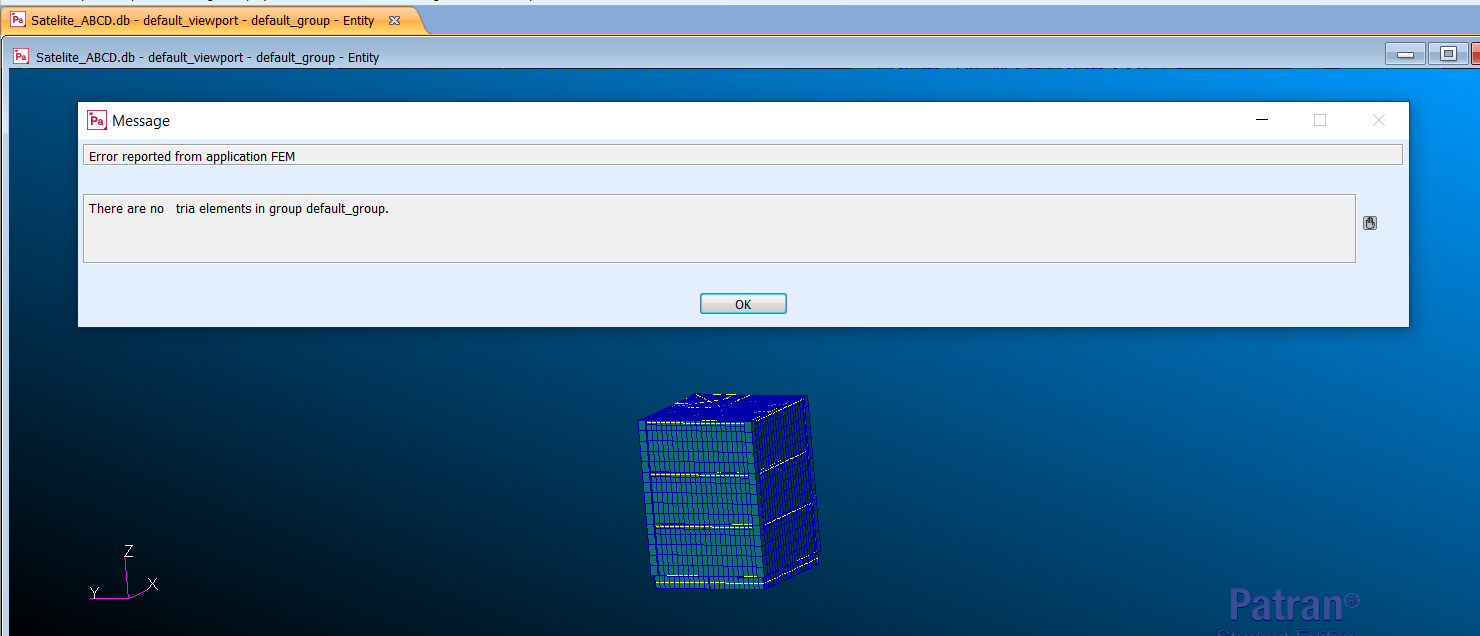 Pa Satelite_ABCD.db - default_viewport - default_group - Entity
Pa Satelite_ABCD.db - default_viewport - default_group - Entity
Pa Message
Error reported from application FEM
There are no   tria elements in group default_group.
OK
Z
Y X
Patran®